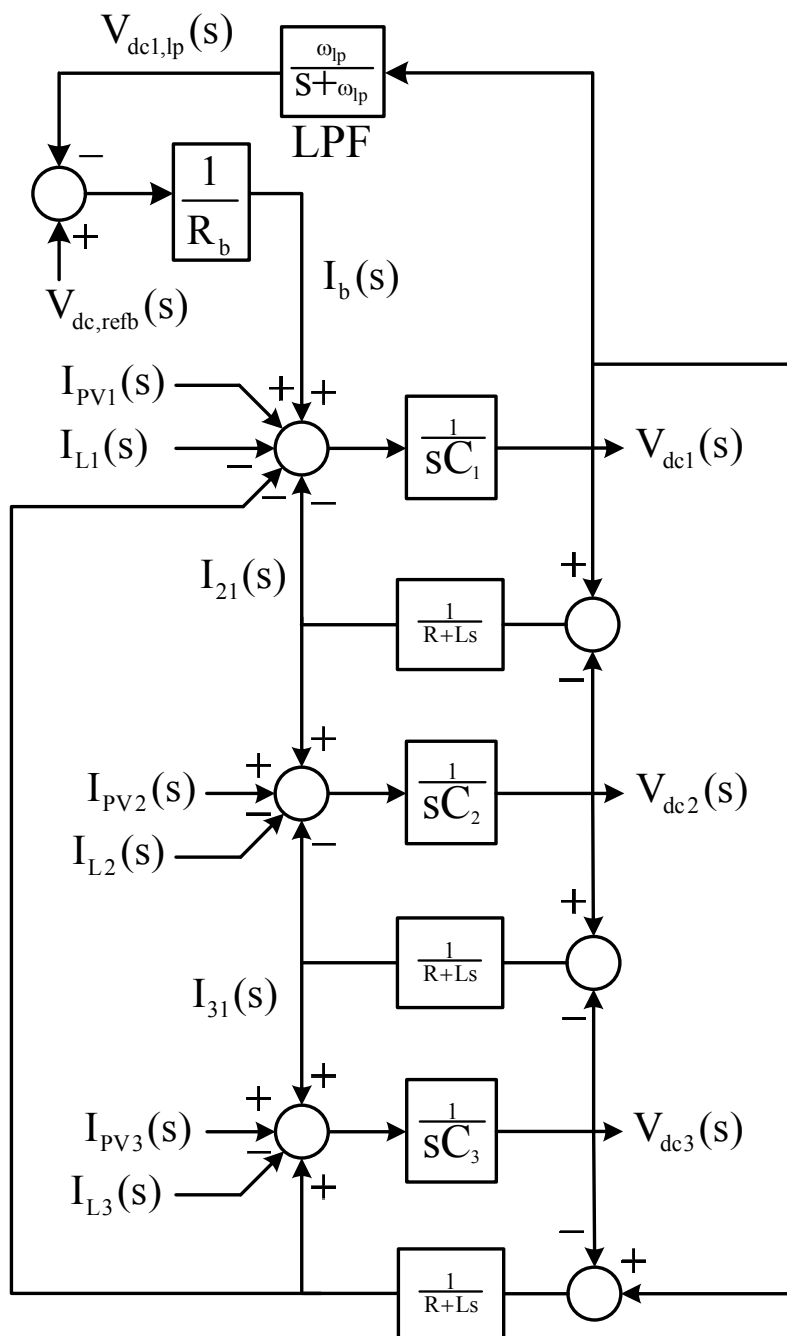 V_dc1,lp(s)
ω_lp
s+ω_lp
LPF
−
1
R_b
+
V_dc,refb(s)
I_b(s)
I_PV1(s)
+ +
I_L1(s)
−
− −
1
sC_1
V_dc1(s)
+
I_21(s)
1
R+Ls
−
+
I_PV2(s)
+
−
I_L2(s)
−
1
sC_2
V_dc2(s)
+
I_31(s)
1
R+Ls
−
+
I_PV3(s)
+
−
I_L3(s)
+
1
sC_3
V_dc3(s)
−
+
1
R+Ls